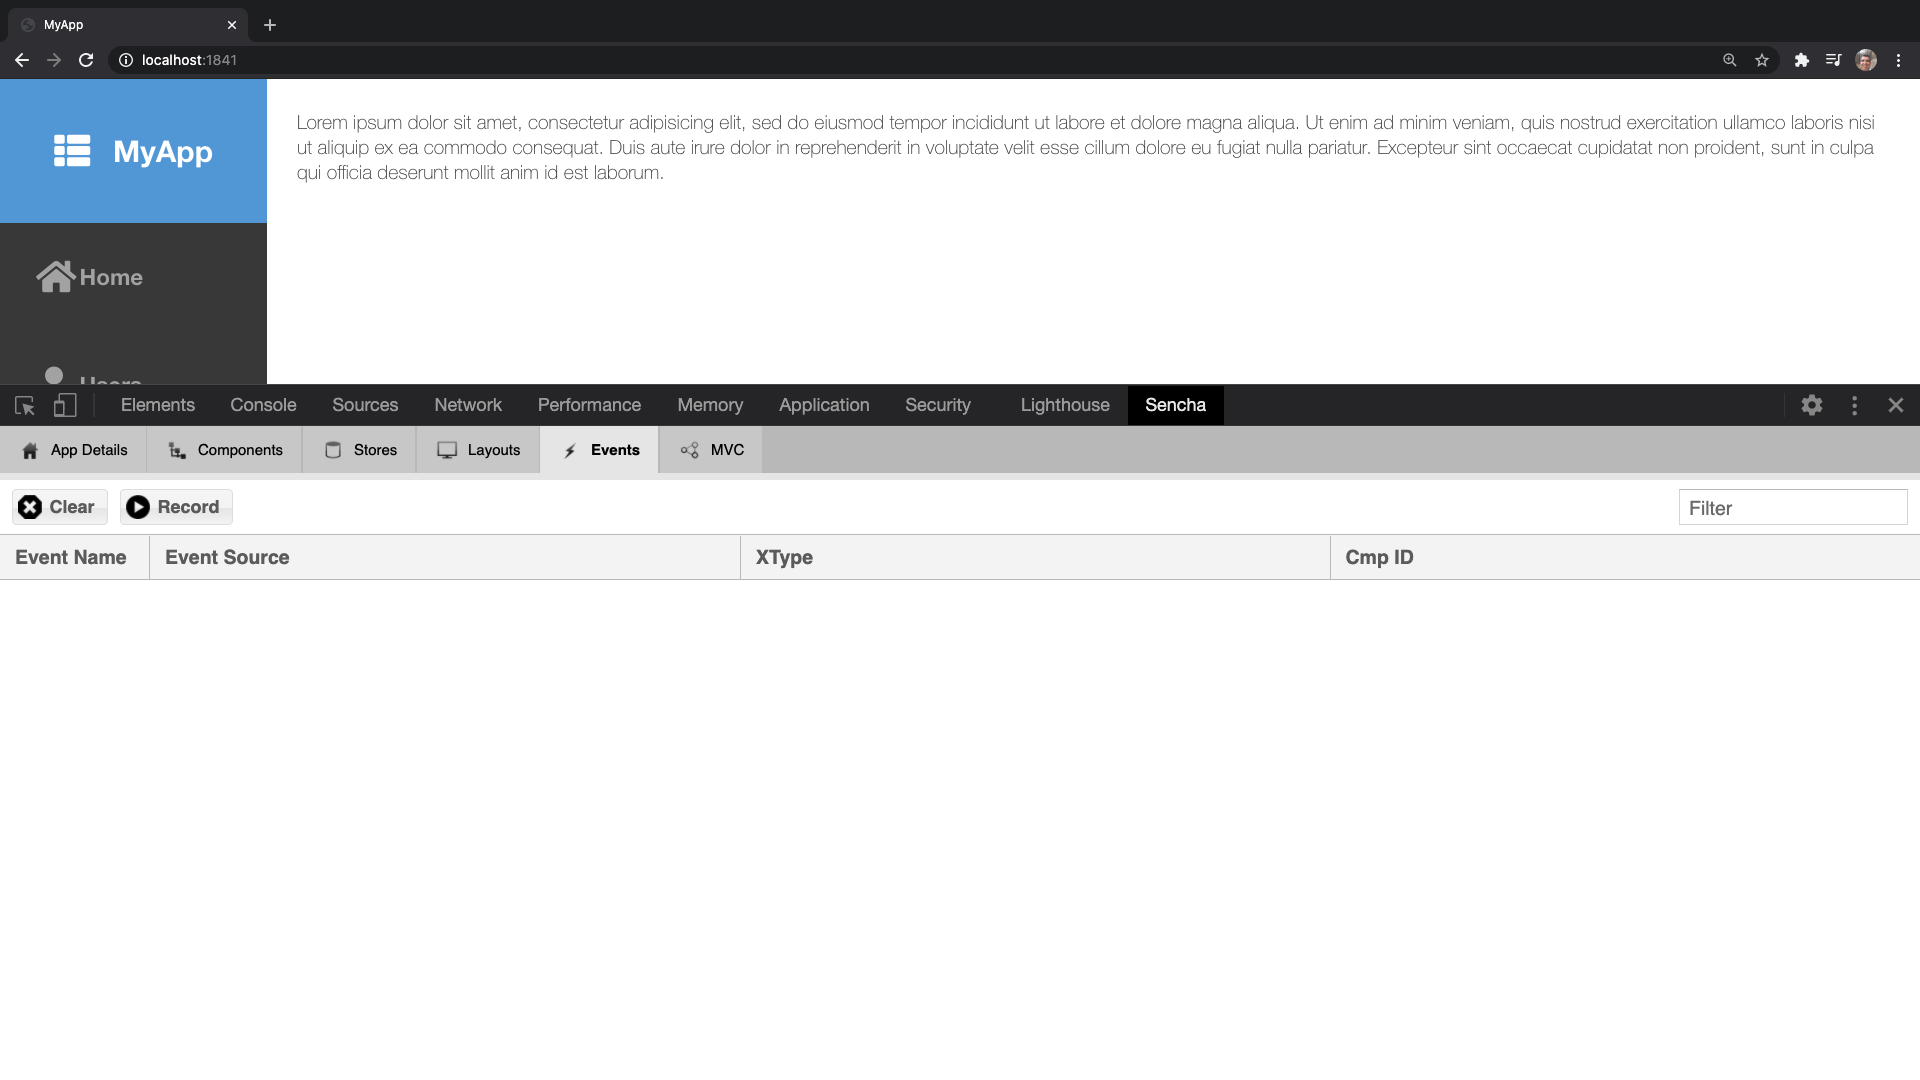 MyApp
localhost:1841
MyApp
Lorem ipsum dolor sit amet, consectetur adipisicing elit, sed do eiusmod tempor incididunt ut labore et dolore magna aliqua. Ut enim ad minim veniam, quis nostrud exercitation ullamco laboris nisi
ut aliquip ex ea commodo consequat. Duis aute irure dolor in reprehenderit in voluptate velit esse cillum dolore eu fugiat nulla pariatur. Excepteur sint occaecat cupidatat non proident, sunt in culpa
qui officia deserunt mollit anim id est laborum.
Home
Users
Elements Console Sources Network Performance Memory Application Security Lighthouse Sencha
App Details Components Stores Layouts Events MVC
Clear Record Filter
Event Name Event Source XType Cmp ID